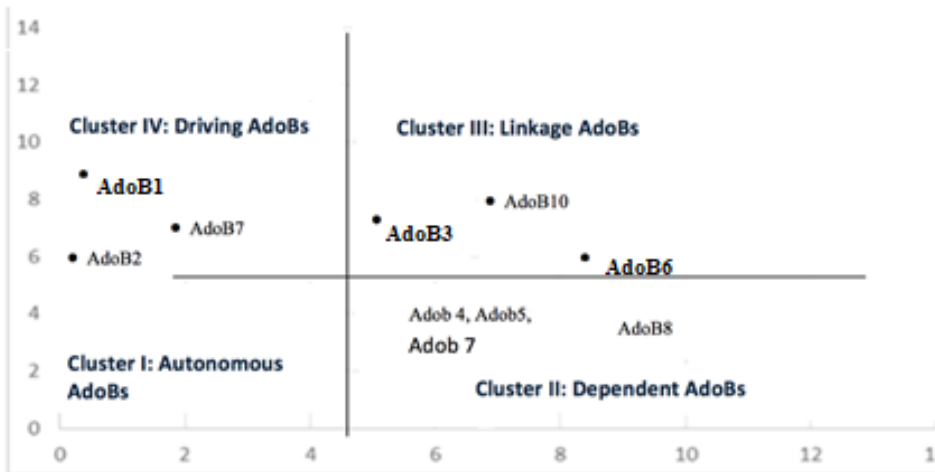 14
12
Cluster IV: Driving AdoBs
Cluster III: Linkage AdoBs
10
AdoB1
8
AdoB10
AdoB7
AdoB3
6
AdoB2
AdoB6
4
Adob 4, Adob5,
Adob 7
AdoB8
Cluster I: Autonomous
AdoBs
2
Cluster II: Dependent AdoBs
0
0 2 4 6 8 10 12